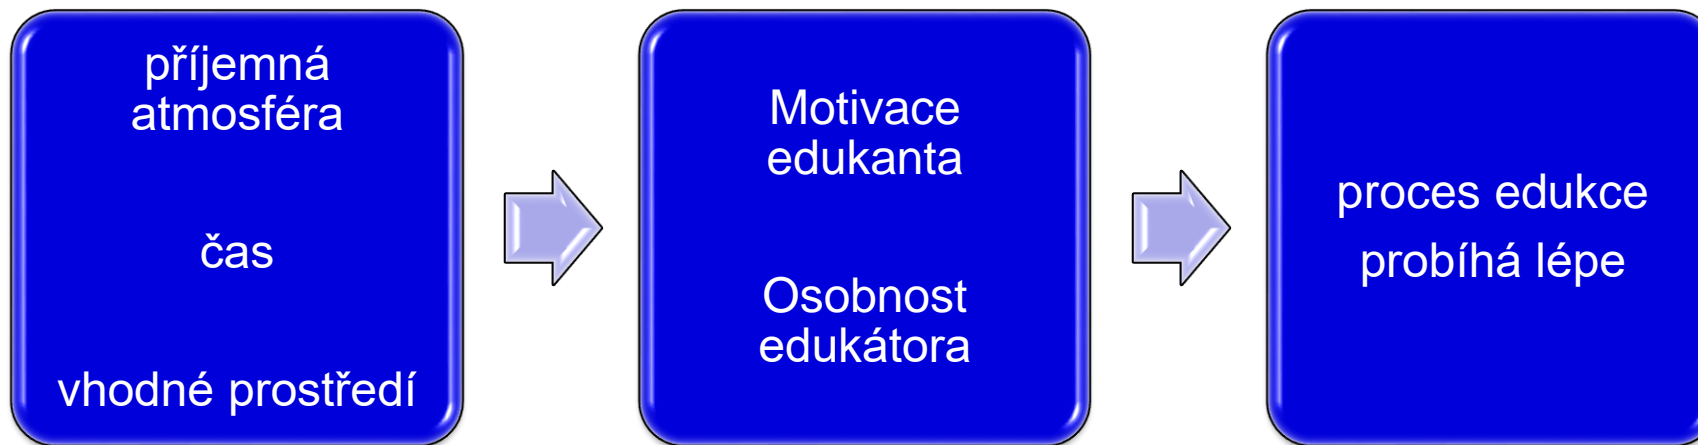 příjemná
atmosféra
čas
vhodné prostředí
Motivace
edukanta
Osobnost
edukátora
proces edukce
probíhá lépe